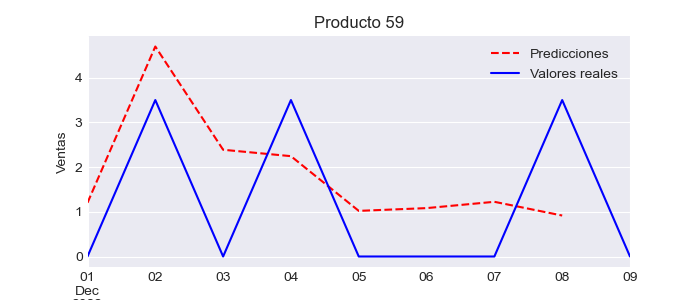 Producto 59
Predicciones
Valores reales
Ventas
4
3
2
1
0
01 02 03 04 05 06 07 08 09
Dec